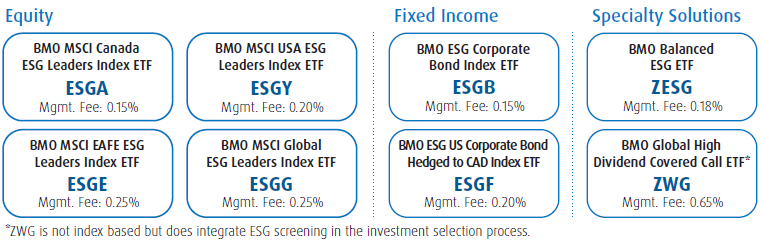 Equity
BMO MSCI Canada
ESG Leaders Index ETF
ESGA
Mgmt. Fee: 0.15%
BMO MSCI USA ESG
Leaders Index ETF
ESGY
Mgmt. Fee: 0.20%
BMO MSCI EAFE ESG
Leaders Index ETF
ESGE
Mgmt. Fee: 0.25%
BMO MSCI Global
ESG Leaders Index ETF
ESGG
Mgmt. Fee: 0.25%
Fixed Income
BMO ESG Corporate
Bond Index ETF
ESGB
Mgmt. Fee: 0.15%
BMO ESG US Corporate Bond
Hedged to CAD Index ETF
ESGF
Mgmt. Fee: 0.20%
Specialty Solutions
BMO Balanced
ESG ETF
ZESG
Mgmt. Fee: 0.18%
BMO Global High
Dividend Covered Call ETF*
ZWG
Mgmt. Fee: 0.65%
*ZWG is not index based but does integrate ESG screening in the investment selection process.